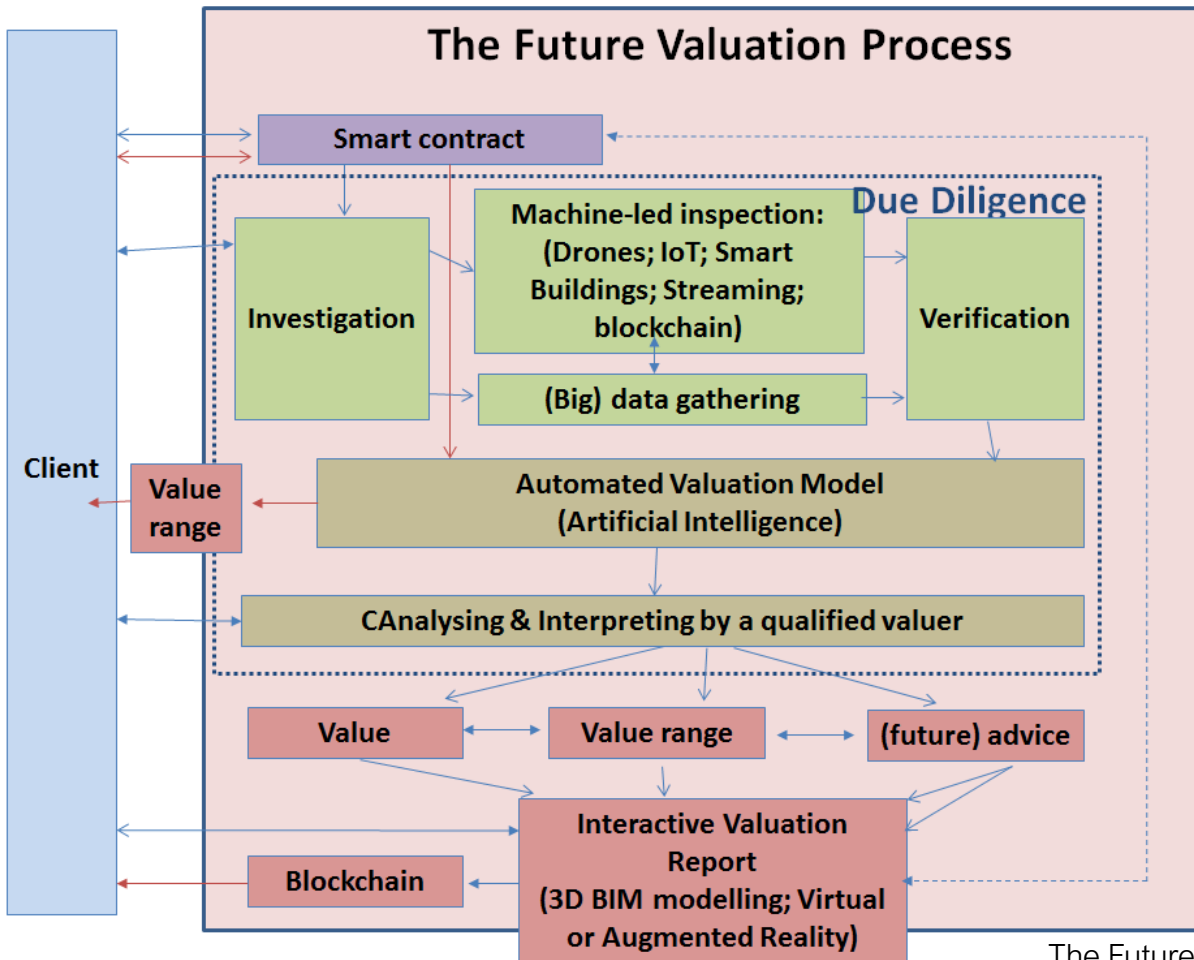 The Future Valuation Process
Smart contract
Due Diligence
Machine-led inspection:
(Drones; IoT; Smart
Buildings; Streaming;
blockchain)
Investigation
Verification
(Big) data gathering
Client
Value
range
Automated Valuation Model
(Artificial Intelligence)
CAnalysing & Interpreting by a qualified valuer
Value
Value range
(future) advice
Interactive Valuation
Report
(3D BIM modelling; Virtual
or Augmented Reality)
Blockchain
The Future